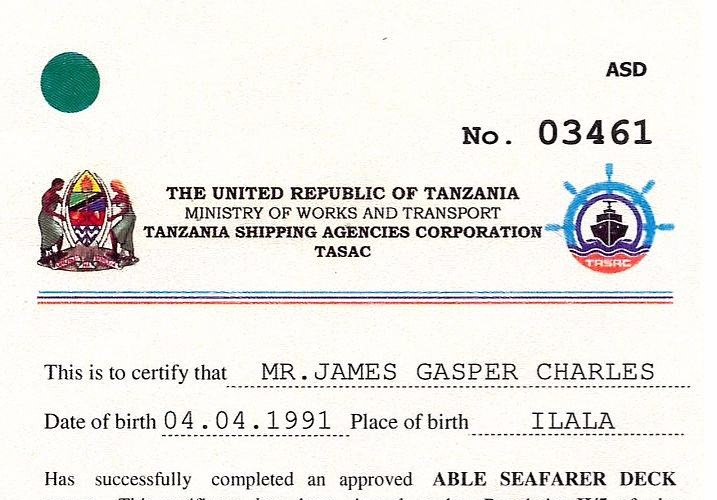 ASD
No. 03461
THE UNITED REPUBLIC OF TANZANIA
MINISTRY OF WORKS AND TRANSPORT
TANZANIA SHIPPING AGENCIES CORPORATION
TASAC
TASAC
This is to certify that MR.JAMES GASPER CHARLES
Date of birth 04.04.1991 Place of birth ILALA
Has successfully completed an approved ABLE SEAFARER DECK